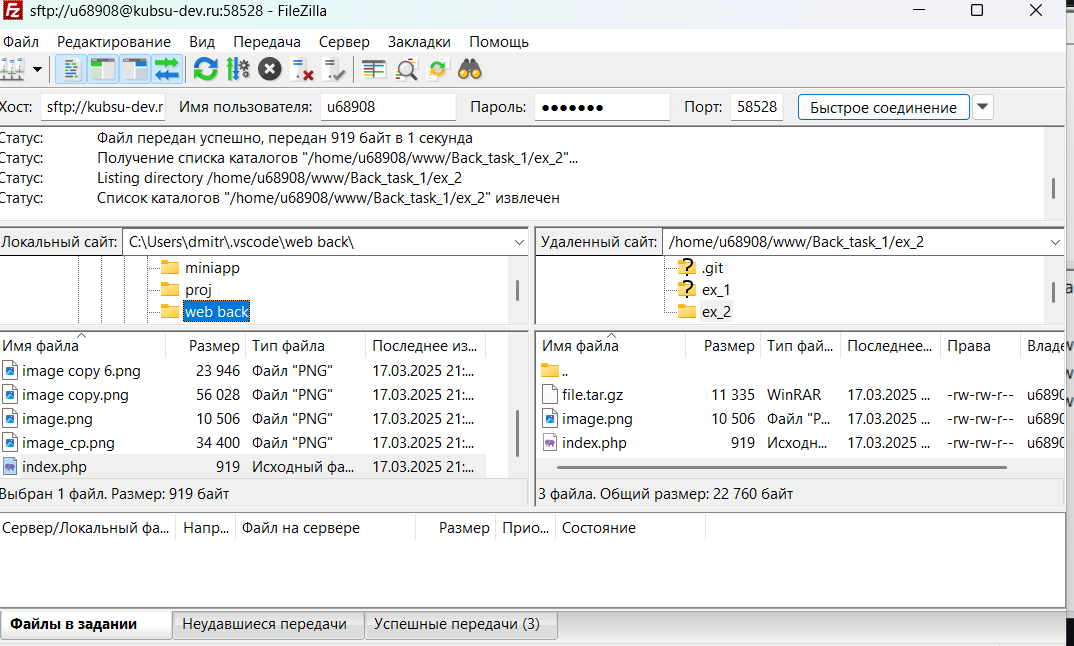 sftp://u68908@kubsu-dev.ru:58528 - FileZilla
Файл Редактирование Вид Передача Сервер Закладки Помощь
Хост: sftp://kubsu-dev.r Имя пользователя: u68908 Пароль: ●●●●●●● Порт: 58528 Быстрое соединение
Статус: Файл передан успешно, передан 919 байт в 1 секунда
Статус: Получение списка каталогов "/home/u68908/www/Back_task_1/ex_2"...
Статус: Listing directory /home/u68908/www/Back_task_1/ex_2
Статус: Список каталогов "/home/u68908/www/Back_task_1/ex_2" извлечен
Локальный сайт: C:\Users\dmitr\.vscode\web back\
miniapp
proj
web back
Удаленный сайт: /home/u68908/www/Back_task_1/ex_2
.git
ex_1
ex_2
Имя файла Размер Тип файла Последнее из...
image copy 6.png 23 946 Файл "PNG" 17.03.2025 21:...
image copy.png 56 028 Файл "PNG" 17.03.2025 21:...
image.png 10 506 Файл "PNG" 17.03.2025 21:...
image_cp.png 34 400 Файл "PNG" 17.03.2025 21:...
index.php 919 Исходный фа... 17.03.2025 21:...
Выбран 1 файл. Размер: 919 байт
Имя файла Размер Тип фай... Последнее... Права Владе
..
file.tar.gz 11 335 WinRAR 17.03.2025 ... -rw-rw-r-- u6890
image.png 10 506 Файл "P... 17.03.2025 ... -rw-rw-r-- u6890
index.php 919 Исходн... 17.03.2025 ... -rw-rw-r-- u6890
3 файла. Общий размер: 22 760 байт
Сервер/Локальный фа... Напр... Файл на сервере Размер Прио... Состояние
Файлы в задании Неудавшиеся передачи Успешные передачи (3)